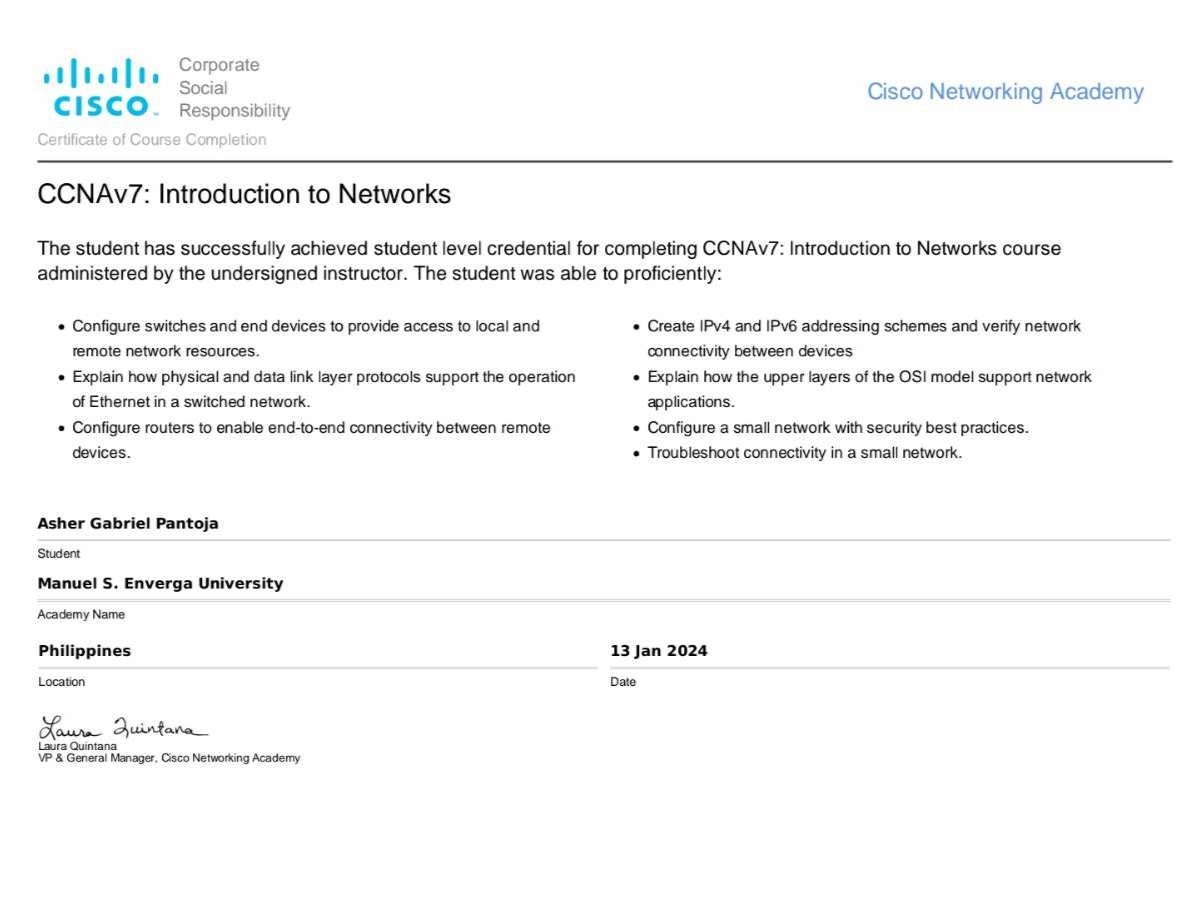 Corporate
Social
Responsibility
CISCO™
Cisco Networking Academy
Certificate of Course Completion
CCNAv7: Introduction to Networks
The student has successfully achieved student level credential for completing CCNAv7: Introduction to Networks course
administered by the undersigned instructor. The student was able to proficiently:
• Configure switches and end devices to provide access to local and
remote network resources.
• Explain how physical and data link layer protocols support the operation
of Ethernet in a switched network.
• Configure routers to enable end-to-end connectivity between remote
devices.
• Create IPv4 and IPv6 addressing schemes and verify network
connectivity between devices
• Explain how the upper layers of the OSI model support network
applications.
• Configure a small network with security best practices.
• Troubleshoot connectivity in a small network.
Asher Gabriel Pantoja
Student
Manuel S. Enverga University
Academy Name
Philippines
Location
13 Jan 2024
Date
Laura Quintana
Laura Quintana
VP & General Manager, Cisco Networking Academy